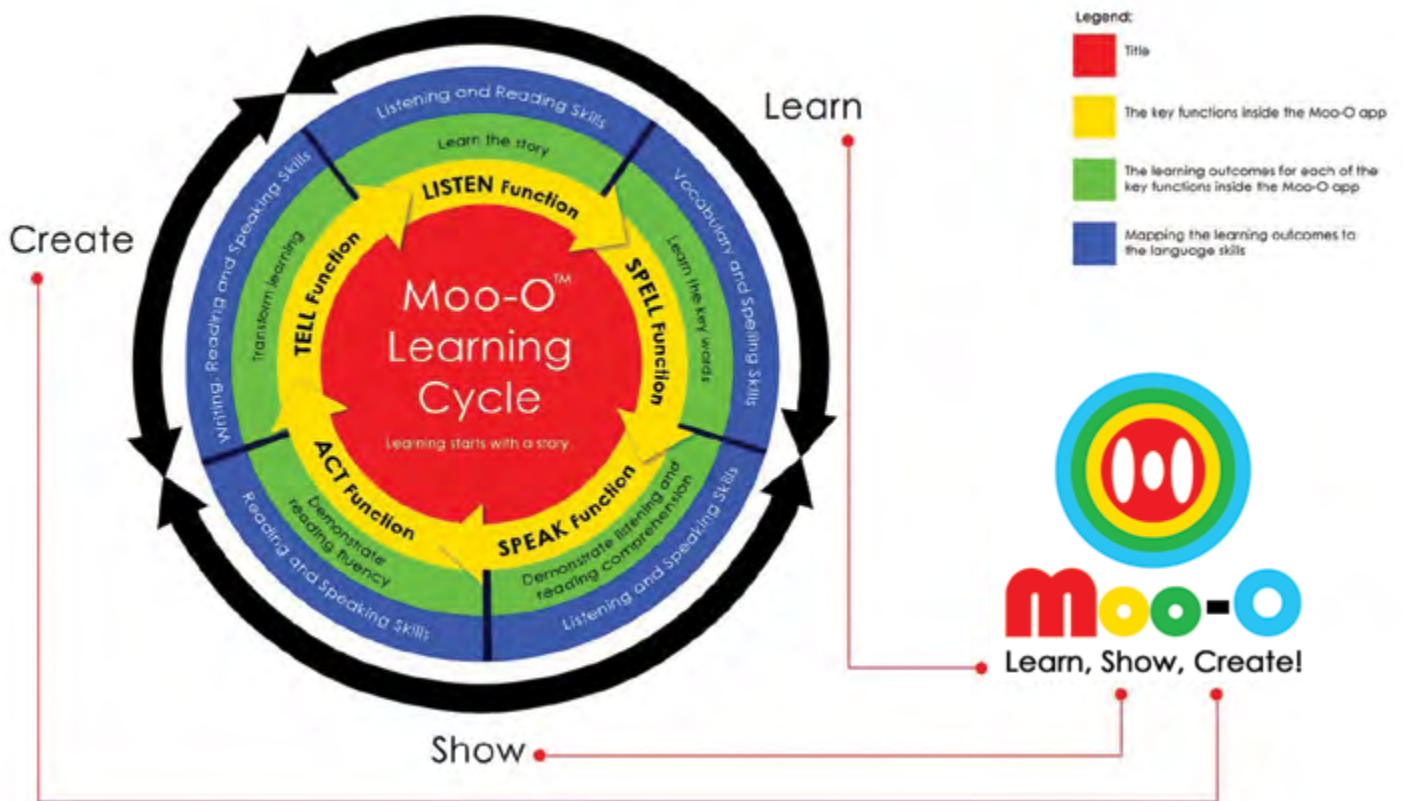 Legend:
Title
The key functions inside the Moo-O app
The learning outcomes for each of the
key functions inside the Moo-O app
Mapping the learning outcomes to
the language skills
Learn
Create
Show
Listening and Reading Skills
Learn the story
LISTEN Function
Vocabulary and Spelling Skills
Learn the key words
SPELL Function
Listening and Speaking Skills
Demonstrate listening and
reading comprehension
SPEAK Function
Reading and Speaking Skills
Demonstrate
reading fluency
ACT Function
Writing, Reading and Speaking Skills
Transform learning
TELL Function
Moo-O™
Learning
Cycle
Learning starts with a story
moo-o
Learn, Show, Create!